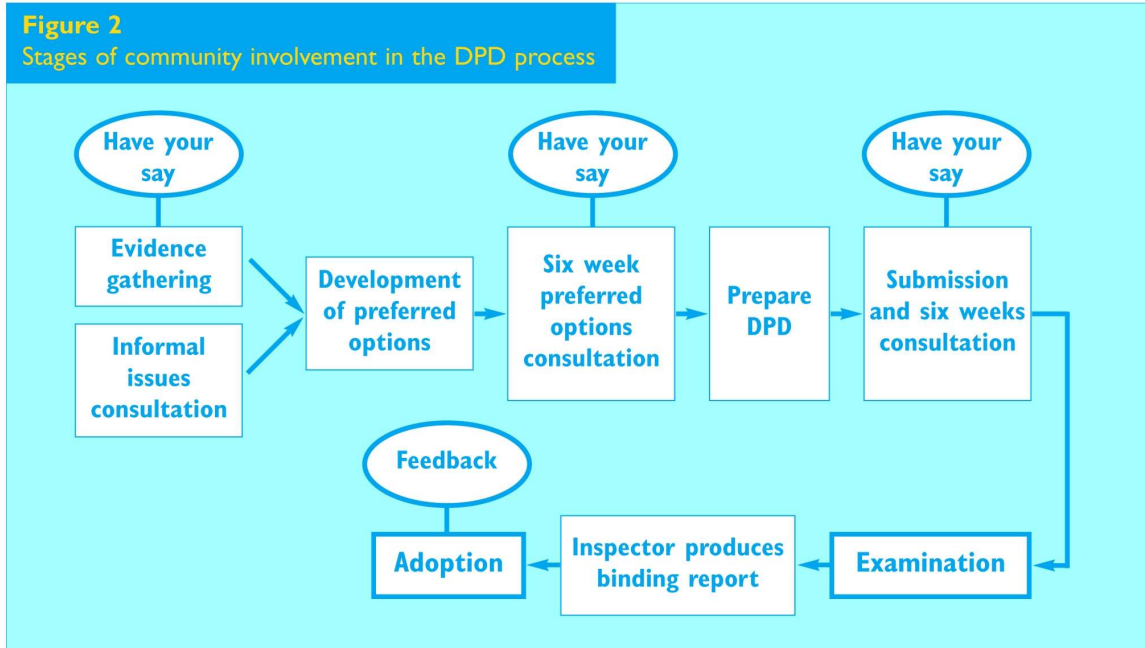 Figure 2
Stages of community involvement in the DPD process
Have your
say
Have your
say
Have your
say
Evidence
gathering
Informal
issues
consultation
Development
of preferred
options
Six week
preferred
options
consultation
Prepare
DPD
Submission
and six weeks
consultation
Feedback
Adoption
Inspector produces
binding report
Examination